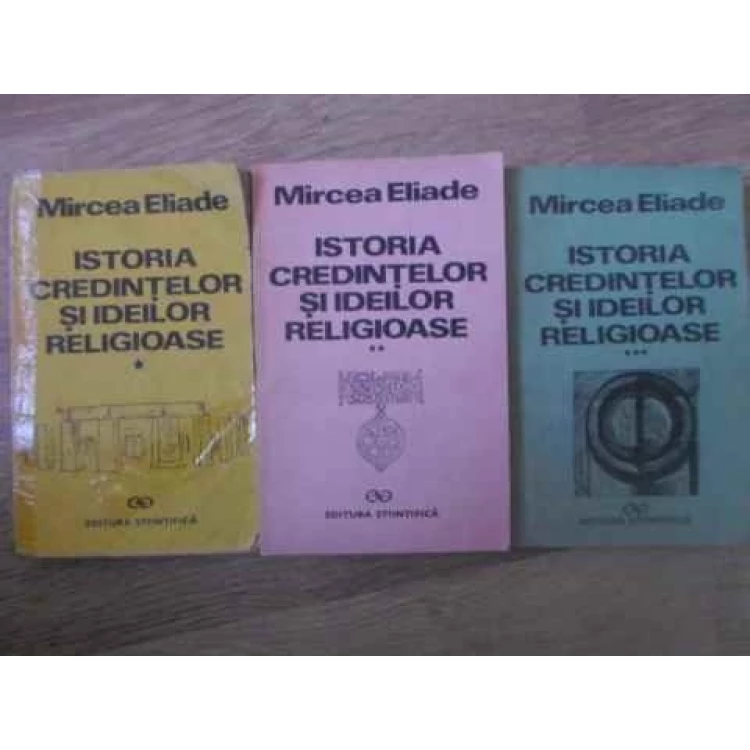 Mircea Eliade
ISTORIA
CREDINȚELOR
ȘI IDEILOR
RELIGIOASE
*
EDITURA ȘTIINȚIFICĂ
Mircea Eliade
ISTORIA
CREDINȚELOR
ȘI IDEILOR
RELIGIOASE
**
EDITURA ȘTIINȚIFICĂ
Mircea Eliade
ISTORIA
CREDINȚELOR
ȘI IDEILOR
RELIGIOASE
***
EDITURA ȘTIINȚIFICĂ